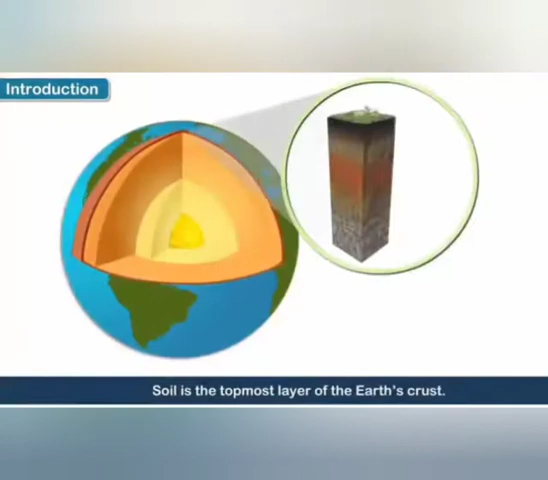 Introduction
Soil is the topmost layer of the Earth's crust.